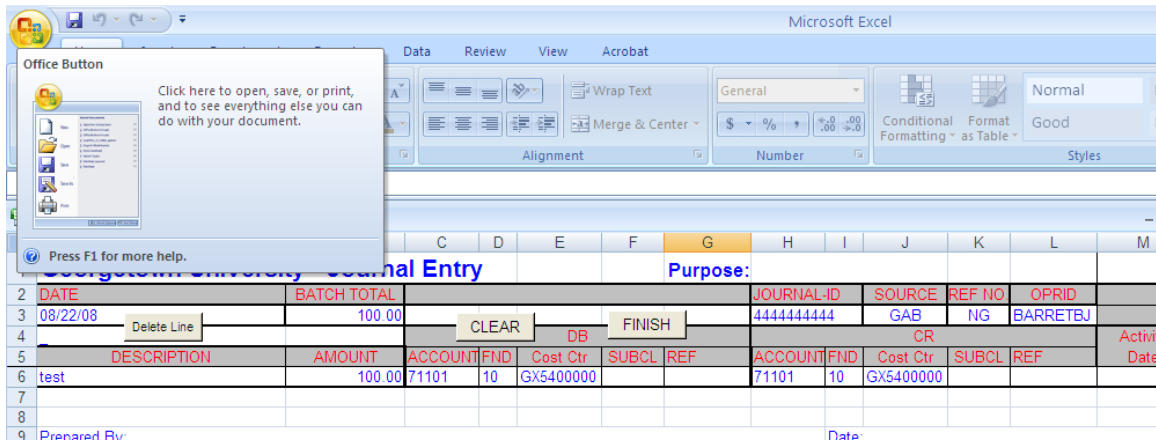 Microsoft Excel
Data Review View Acrobat
Office Button
Click here to open, save, or print,
and to see everything else you can
do with your document.
Press F1 for more help.
Wrap Text
General
Normal
Merge & Center
$ % ,
Conditional Formatting
Format as Table
Good
Alignment Number Styles
C D E F G H I J K L M
1 Georgetown University Journal Entry Purpose:
2 DATE BATCH TOTAL JOURNAL-ID SOURCE REF NO. OPRID
3 08/22/08 100.00 4444444444 GAB NG BARRETBJ
Delete Line CLEAR FINISH
4 DB CR
5 DESCRIPTION AMOUNT ACCOUNT FND Cost Ctr SUBCL REF ACCOUNT FND Cost Ctr SUBCL REF Date
6 test 100.00 71101 10 GX5400000 71101 10 GX5400000
7
8
9 Prepared By: Date: